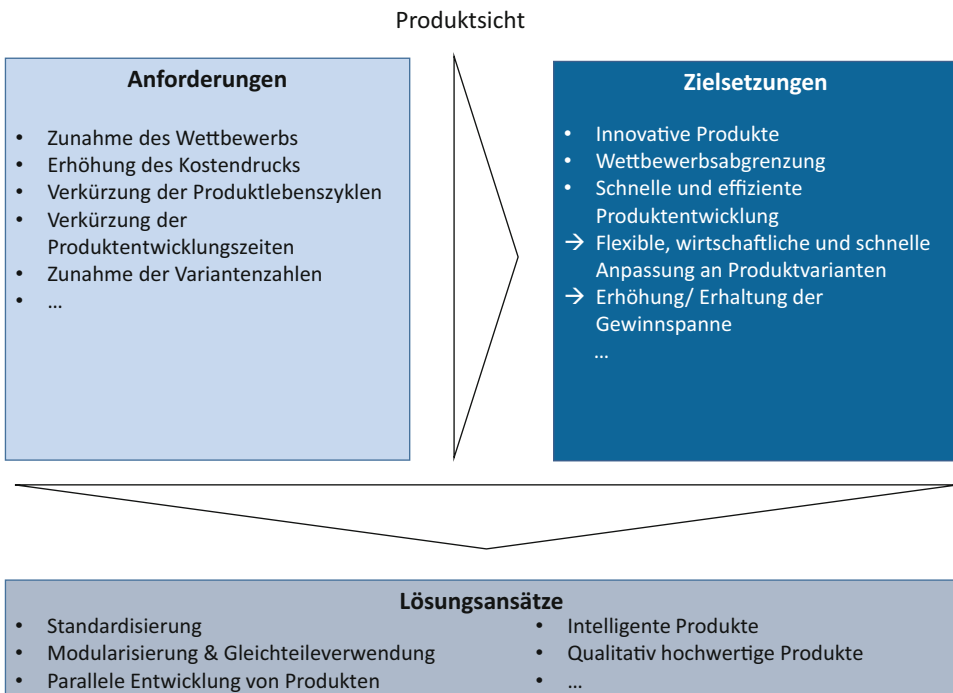 Produktsicht
Anforderungen
• Zunahme des Wettbewerbs
• Erhöhung des Kostendrucks
• Verkürzung der Produktlebenszyklen
• Verkürzung der
Produktentwicklungszeiten
• Zunahme der Variantenzahlen
• ...
Zielsetzungen
• Innovative Produkte
• Wettbewerbsabgrenzung
• Schnelle und effiziente
Produktentwicklung
→ Flexible, wirtschaftliche und schnelle
Anpassung an Produktvarianten
→ Erhöhung/ Erhaltung der
Gewinnspanne
...
Lösungsansätze
• Standardisierung
• Modularisierung & Gleichteileverwendung
• Parallele Entwicklung von Produkten
• Intelligente Produkte
• Qualitativ hochwertige Produkte
• ...